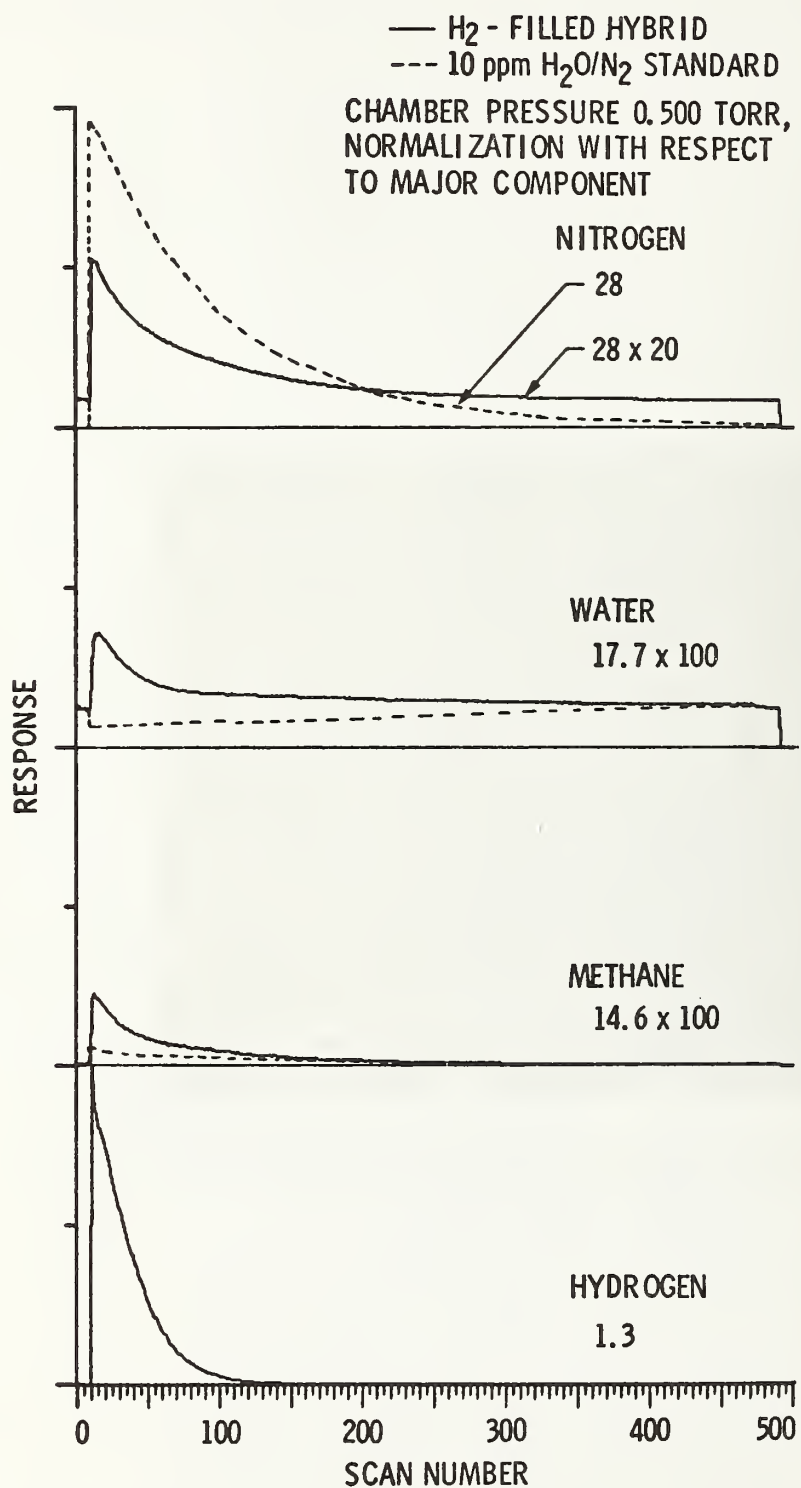 — H2 - FILLED HYBRID
--- 10 ppm H2O/N2 STANDARD
CHAMBER PRESSURE 0.500 TORR,
NORMALIZATION WITH RESPECT
TO MAJOR COMPONENT
NITROGEN
28
28 x 20
WATER
17.7 x 100
METHANE
14.6 x 100
HYDROGEN
1.3
RESPONSE
0 100 200 300 400 500
SCAN NUMBER